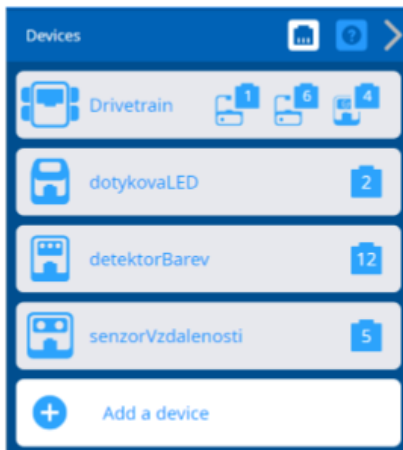 Devices ?
Drivetrain 1 6 4
dotykovaLED 2
detektorBarev 12
senzorVzdalenosti 5
Add a device